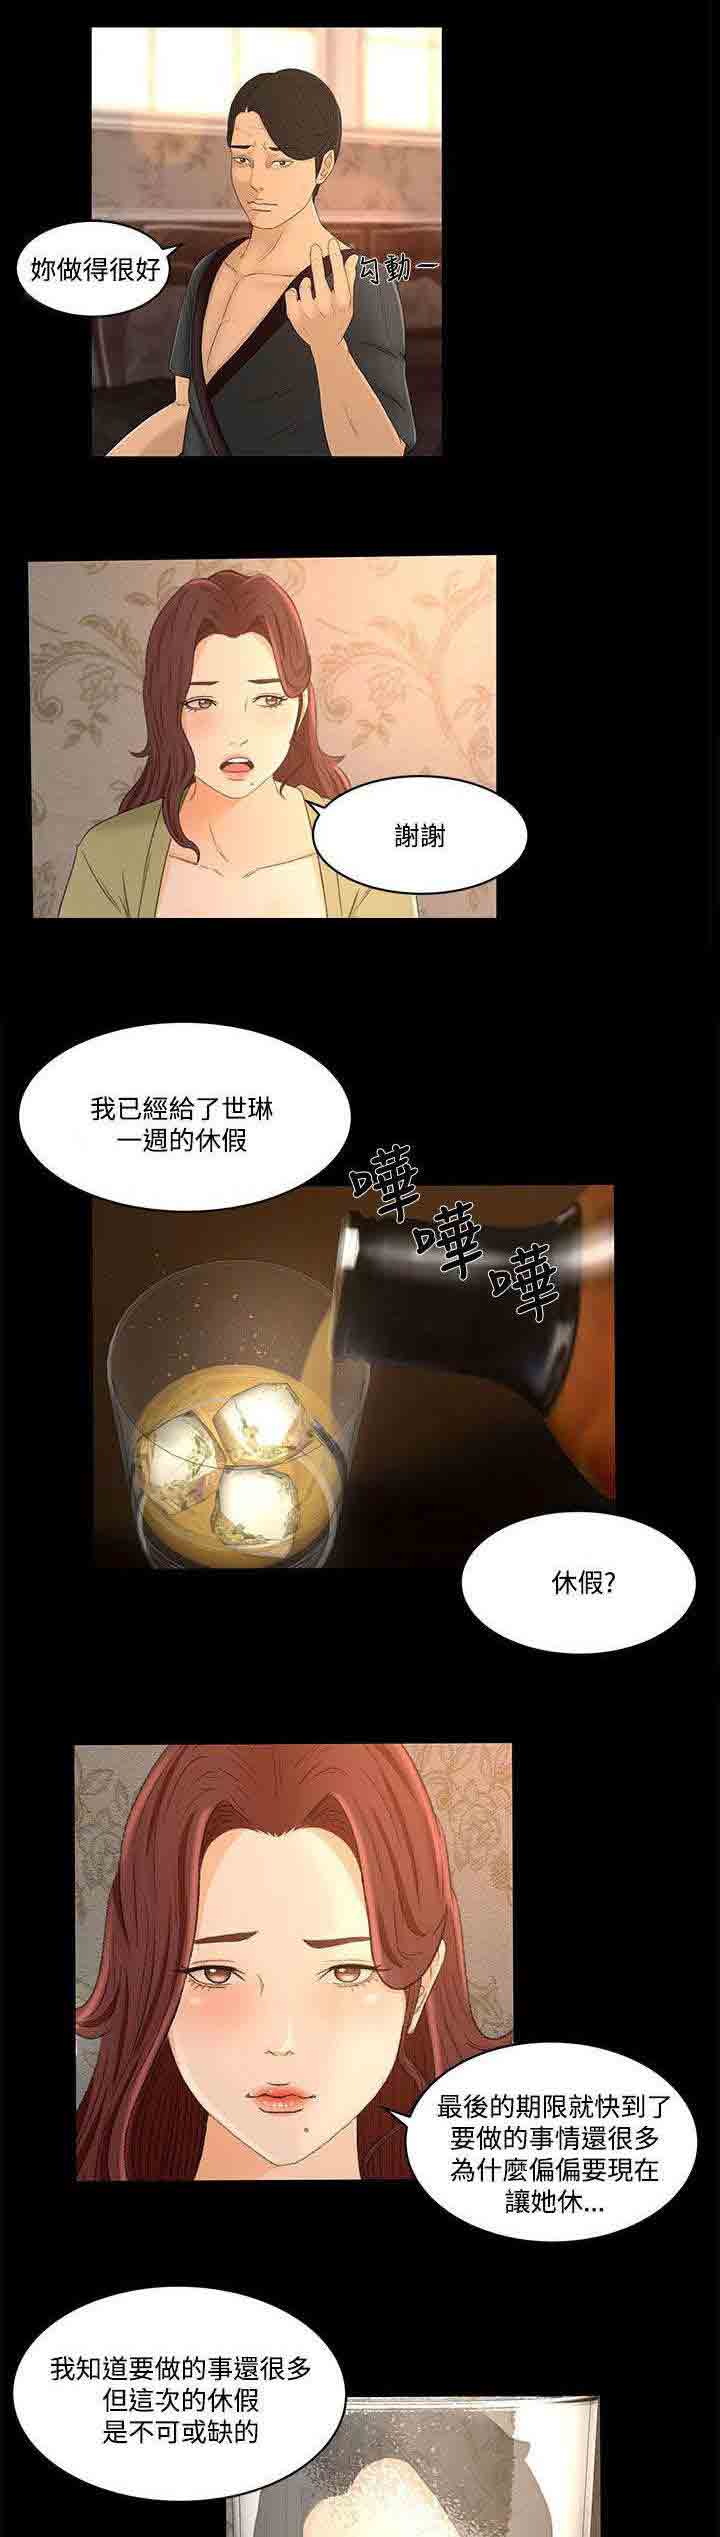 妳做得很好
勾動一
謝謝
我已經給了世琳
一週的休假
嘩
嘩
嘩
休假?
最後的期限就快到了
要做的事情還很多
為什麼偏偏要現在
讓她休...
我知道要做的事還很多
但這次的休假
是不可或缺的